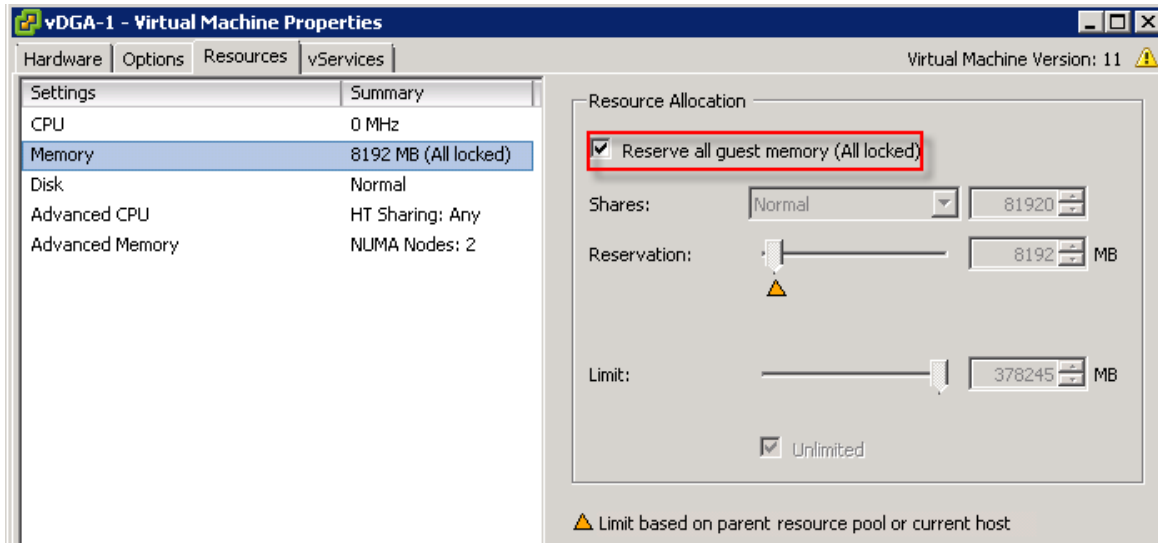 vDGA-1 - Virtual Machine Properties
Hardware Options Resources vServices Virtual Machine Version: 11
Settings Summary
CPU 0 MHz
Memory 8192 MB (All locked)
Disk Normal
Advanced CPU HT Sharing: Any
Advanced Memory NUMA Nodes: 2
Resource Allocation
Reserve all guest memory (All locked)
Shares: Normal 81920
Reservation: 8192 MB
Limit: 378245 MB
Unlimited
Limit based on parent resource pool or current host